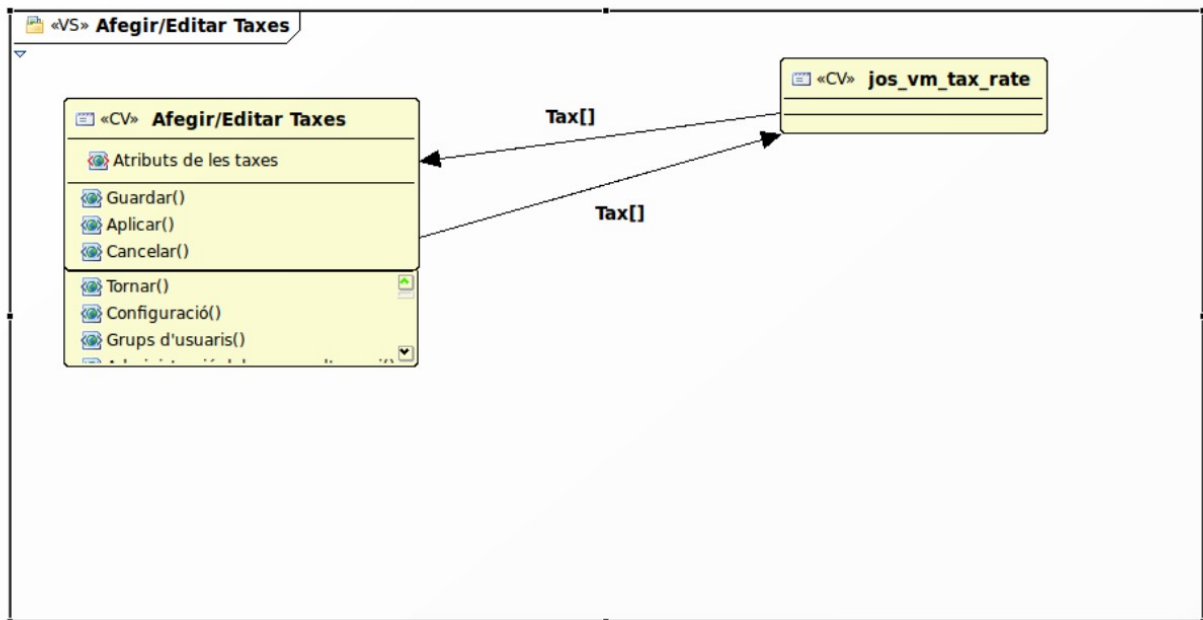 «VS» Afegir/Editar Taxes
«CV» jos_vm_tax_rate
«CV» Afegir/Editar Taxes
Tax[]
Atributs de les taxes
Guardar()
Aplicar()
Tax[]
Cancelar()
Tornar()
Configuració()
Grups d'usuaris()